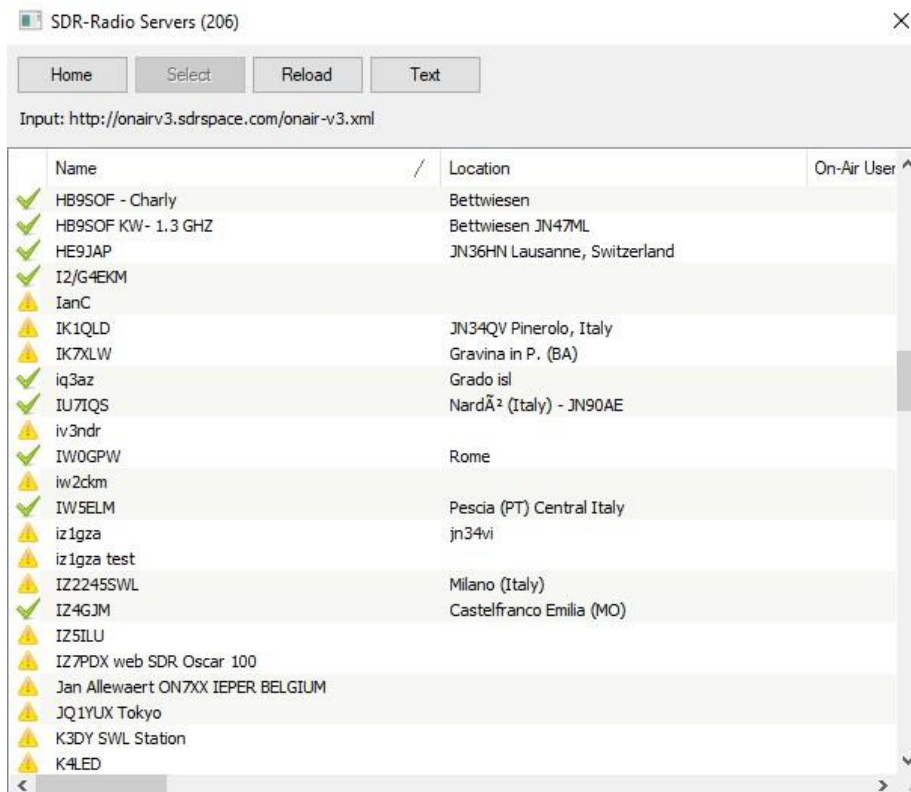 SDR-Radio Servers (206)
Home Select Reload Text
Input: http://onairv3.sdrspace.com/onair-v3.xml
Name Location On-Air User
HB9SOF - Charly Bettwiesen
HB9SOF KW- 1.3 GHZ Bettwiesen JN47ML
HE9JAP JN36HN Lausanne, Switzerland
I2/G4EKM
IanC
IK1QLD JN34QV Pinerolo, Italy
IK7XLW Gravina in P. (BA)
iq3az Grado isl
IU7IQS NardÃ² (Italy) - JN90AE
iv3ndr
IW0GPW Rome
iw2ckm
IW5ELM Pescia (PT) Central Italy
iz1gza jn34vi
iz1gza test
IZ2245SWL Milano (Italy)
IZ4GJM Castelfranco Emilia (MO)
IZ5ILU
IZ7PDX web SDR Oscar 100
Jan Allewaert ON7XX IEPER BELGIUM
JQ1YUX Tokyo
K3DY SWL Station
K4LED